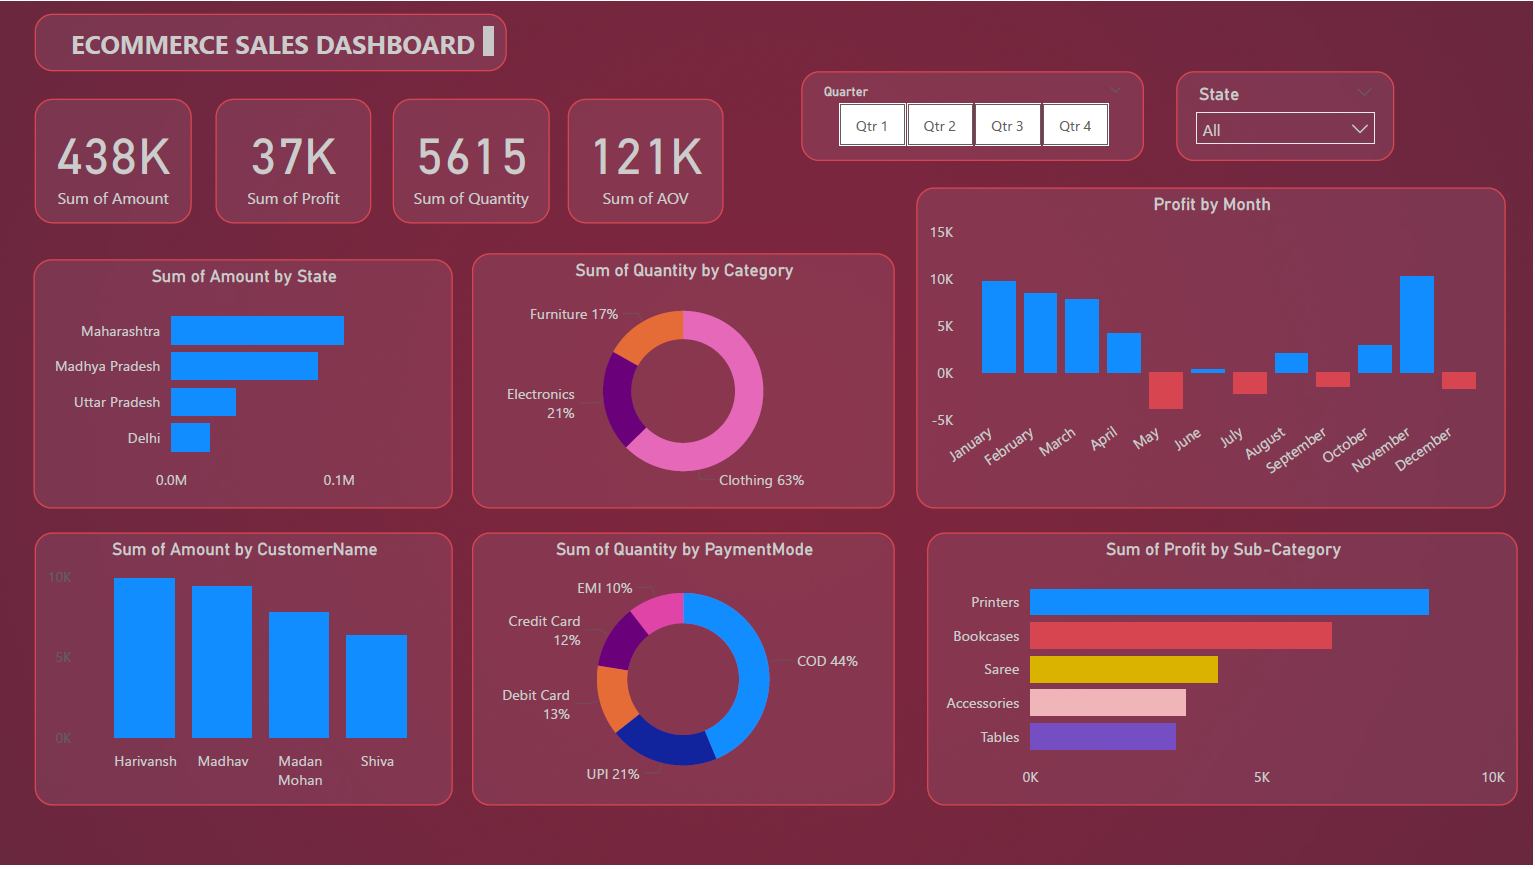 ECOMMERCE SALES DASHBOARD
438K
Sum of Amount
37K
Sum of Profit
5615
Sum of Quantity
121K
Sum of AOV
Quarter
Qtr 1
Qtr 2
Qtr 3
Qtr 4
State
All
Sum of Amount by State
Maharashtra
Madhya Pradesh
Uttar Pradesh
Delhi
0.0M
0.1M
Sum of Quantity by Category
Furniture 17%
Electronics
21%
Clothing 63%
Profit by Month
15K
10K
5K
0K
-5K
January
February
March
April
May
June
July
August
September
October
November
December
Sum of Amount by CustomerName
10K
5K
0K
Harivansh
Madhav
Madan
Mohan
Shiva
Sum of Quantity by PaymentMode
EMI 10%
Credit Card
12%
Debit Card
13%
UPI 21%
COD 44%
Sum of Profit by Sub-Category
Printers
Bookcases
Saree
Accessories
Tables
0K
5K
10K